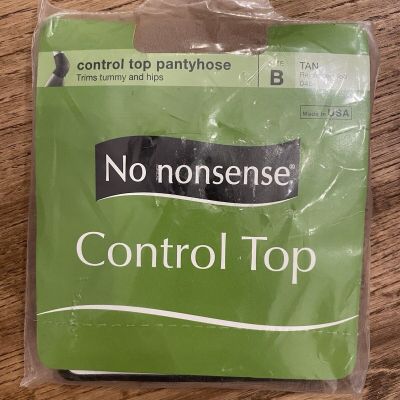 control top pantyhose
Trims tummy and hips
B
TAN
Made in USA
No nonsense®
Control Top